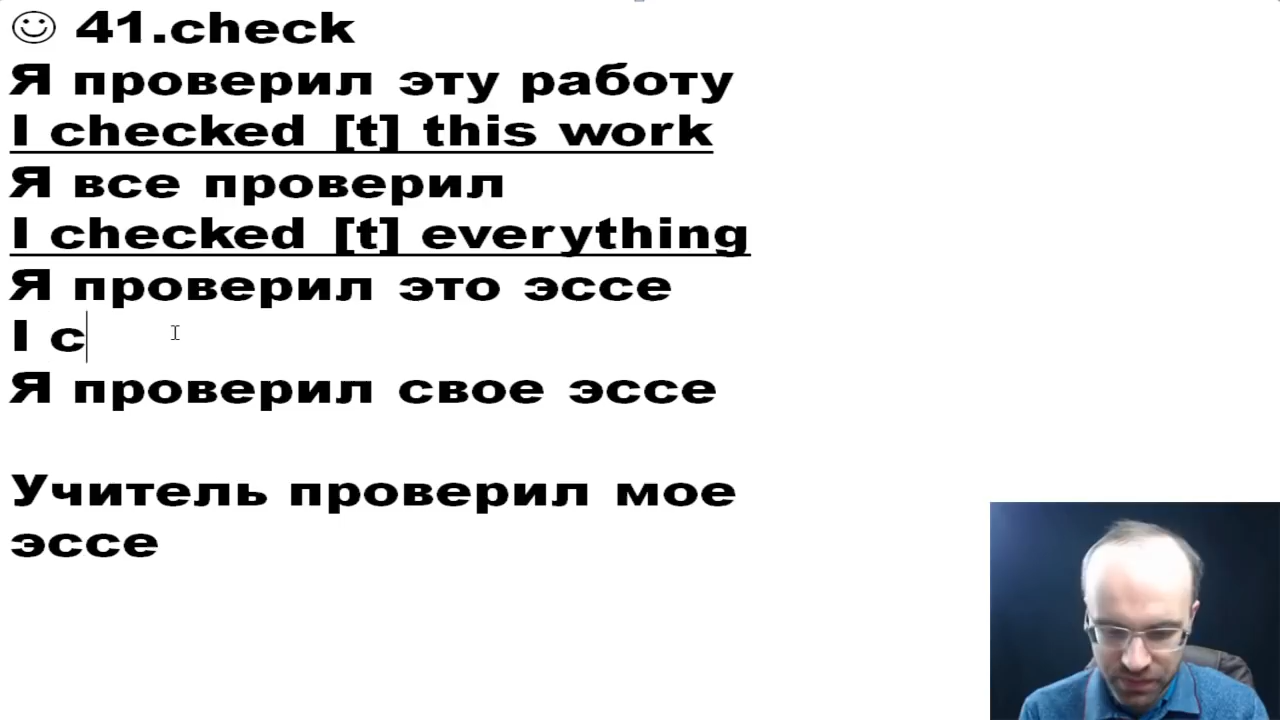 ☺ 41.check
Я проверил эту работу
I checked [t] this work
Я все проверил
I checked [t] everything
Я проверил это эссе
I c
Я проверил свое эссе
Учитель проверил мое
эссе